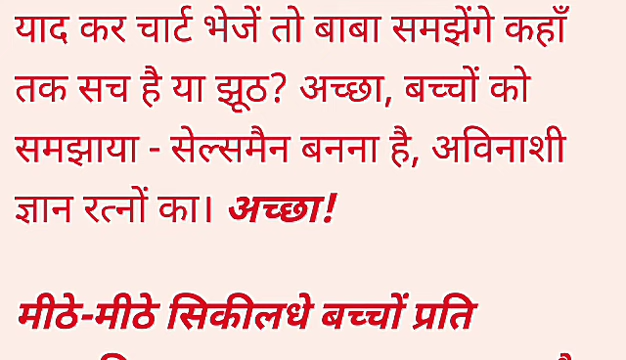 याद कर चार्ट भेजें तो बाबा समझेंगे कहाँ
तक सच है या झूठ? अच्छा, बच्चों को
समझाया - सेल्समैन बनना है, अविनाशी
ज्ञान रत्नों का। अच्छा!
मीठे-मीठे सिकीलधे बच्चों प्रति